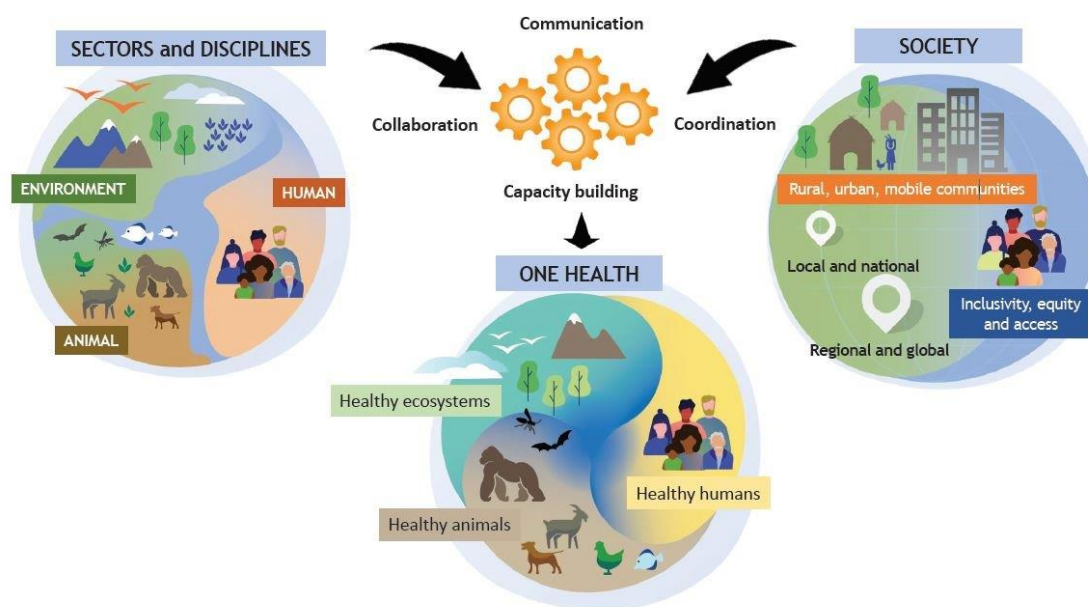 Communication
SECTORS and DISCIPLINES
SOCIETY
Collaboration
Coordination
ENVIRONMENT
HUMAN
Capacity building
Rural, urban, mobile communities
ANIMAL
Local and national
Inclusivity, equity
and access
Regional and global
ONE HEALTH
Healthy ecosystems
Healthy humans
Healthy animals